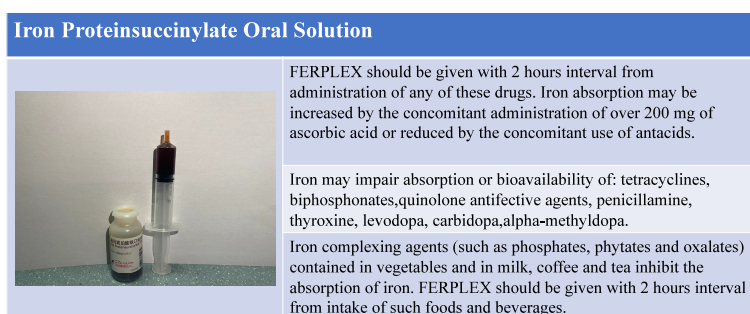 Iron Proteinsuccinylate Oral Solution
FERPLEX should be given with 2 hours interval from
administration of any of these drugs. Iron absorption may be
increased by the concomitant administration of over 200 mg of
ascorbic acid or reduced by the concomitant use of antacids.
Iron may impair absorption or bioavailability of: tetracyclines,
biphosphonates,quinolone antifective agents, penicillamine,
thyroxine, levodopa, carbidopa,alpha-methyldopa.
Iron complexing agents (such as phosphates, phytates and oxalates)
contained in vegetables and in milk, coffee and tea inhibit the
absorption of iron. FERPLEX should be given with 2 hours interval
from intake of such foods and beverages.